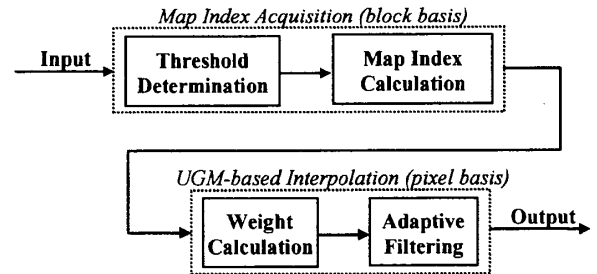 Map Index Acquisition (block basis)
Input
Threshold
Determination
Map Index
Calculation
UGM-based Interpolation (pixel basis)
Weight
Calculation
Adaptive
Filtering
Output